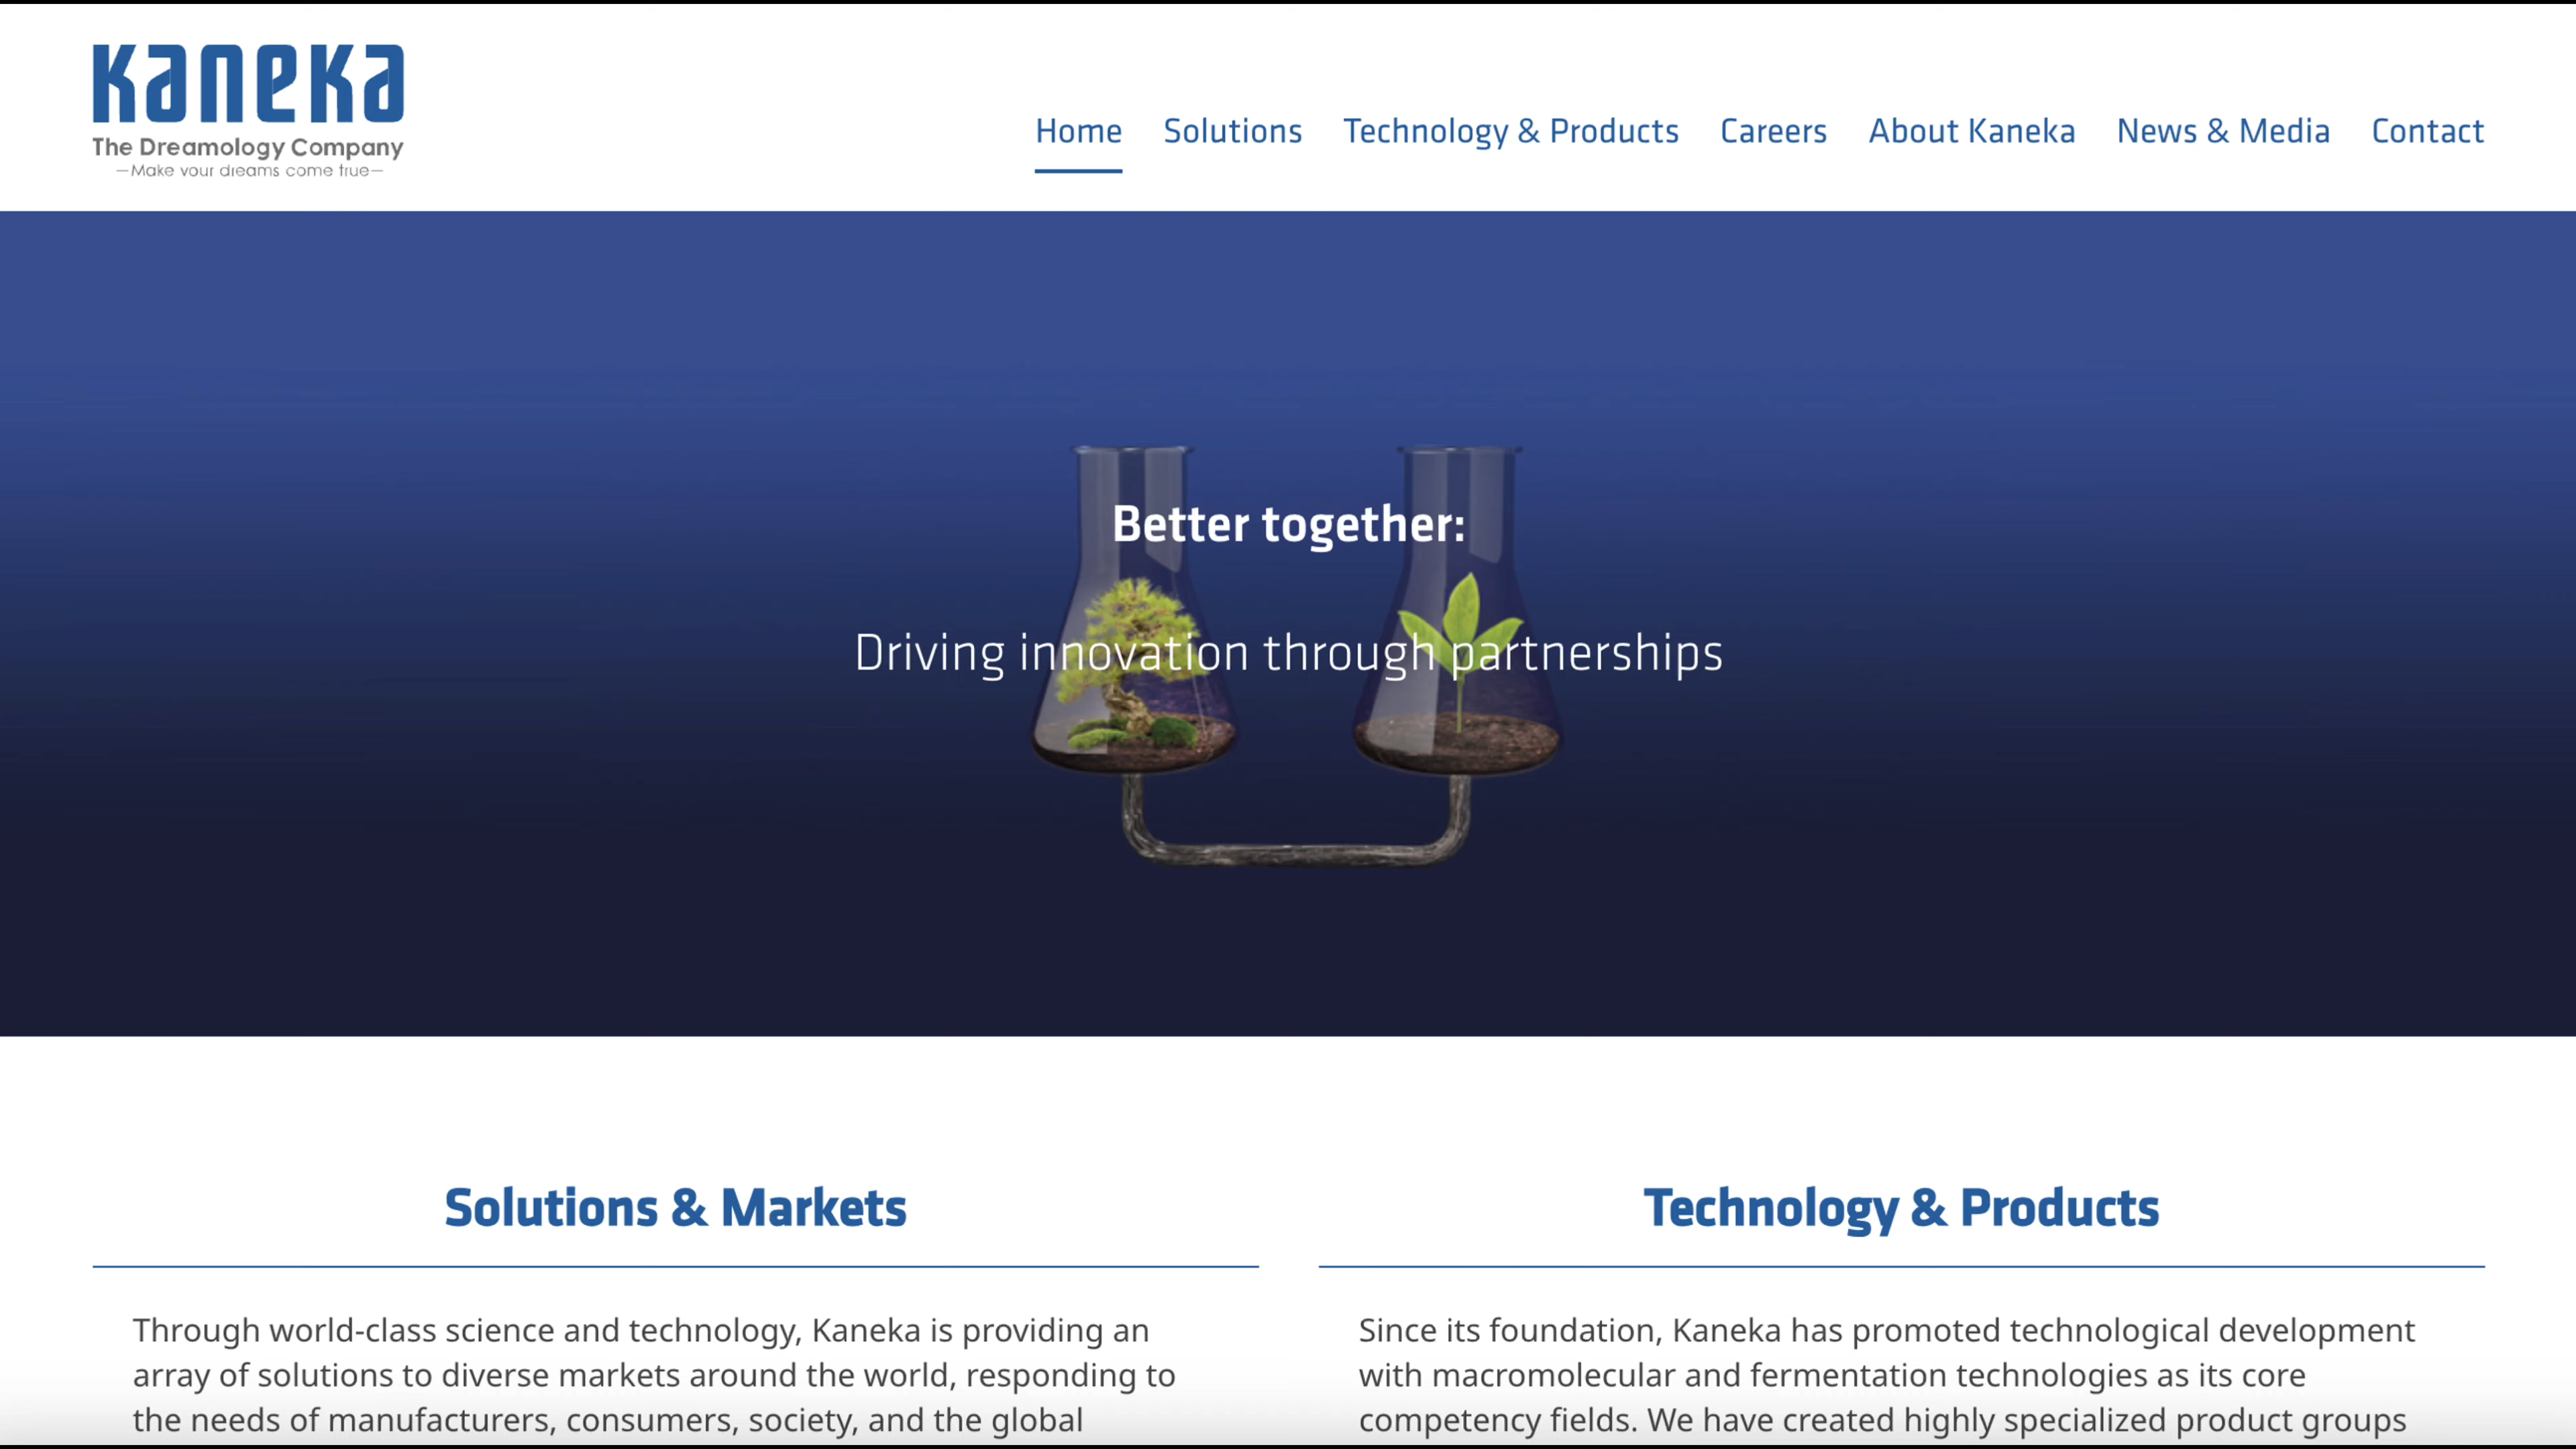 kaneka
The Dreamology Company
—Make your dreams come true—
Home Solutions Technology & Products Careers About Kaneka News & Media Contact
Better together:
Driving innovation through partnerships
Solutions & Markets
Through world-class science and technology, Kaneka is providing an
array of solutions to diverse markets around the world, responding to
the needs of manufacturers, consumers, society, and the global
Technology & Products
Since its foundation, Kaneka has promoted technological development
with macromolecular and fermentation technologies as its core
competency fields. We have created highly specialized product groups